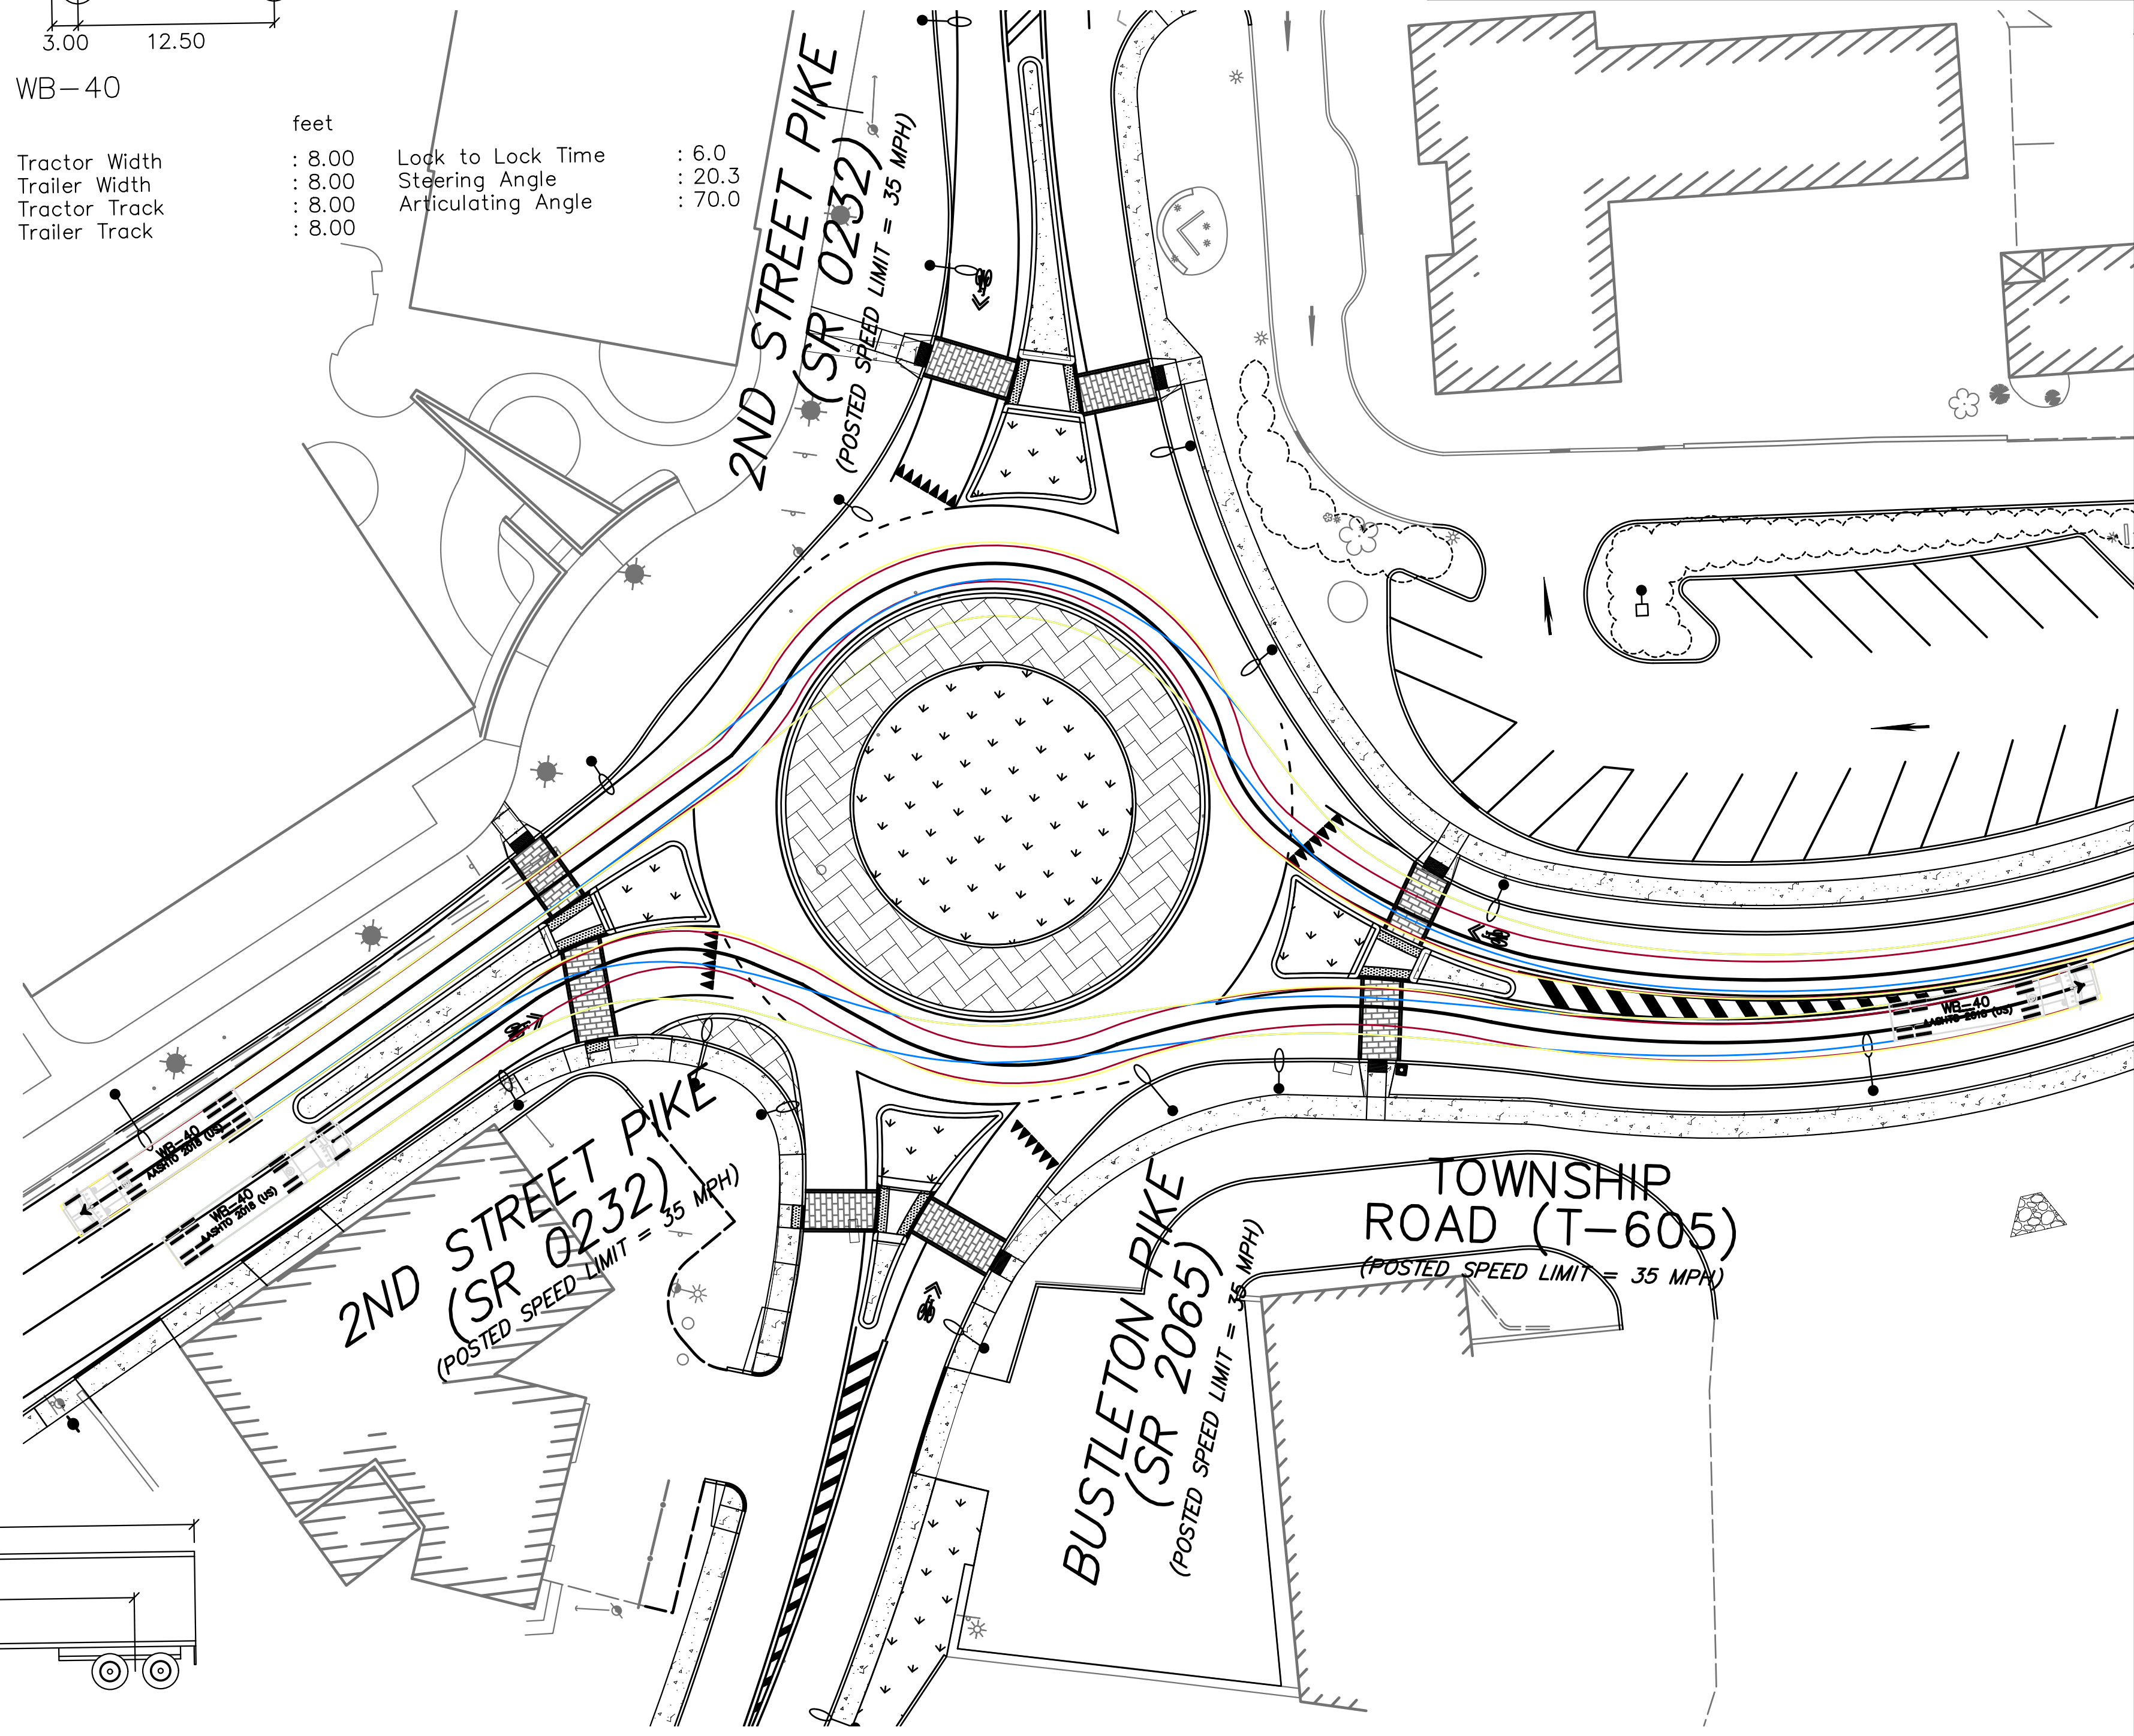 3.00 12.50
WB-40
feet
Tractor Width : 8.00 Lock to Lock Time : 6.0
Trailer Width : 8.00 Steering Angle : 20.3
Tractor Track : 8.00 Articulating Angle : 70.0
Trailer Track : 8.00
2ND STREET PIKE
(SR 0232)
(POSTED SPEED LIMIT = 35 MPH)
WB-40
AASHTO 2018 (US)
WB-40
AASHTO 2018 (US)
WB-40
AASHTO 2018 (US)
2ND STREET PIKE
(SR 0232)
(POSTED SPEED LIMIT = 35 MPH)
BUSTLETON PIKE
(SR 2065)
(POSTED SPEED LIMIT = 35 MPH)
TOWNSHIP
ROAD (T-605)
(POSTED SPEED LIMIT = 35 MPH)